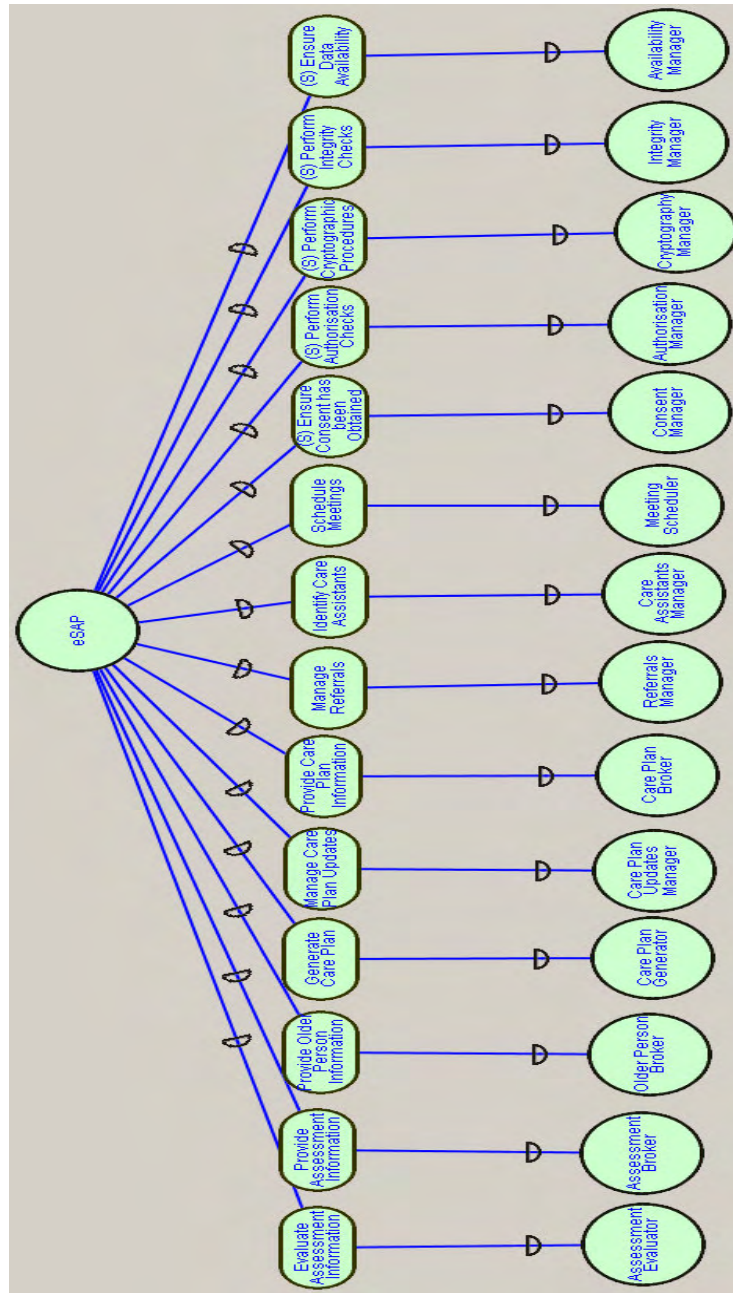 eSAP
Evaluate
Assessment
Information
Provide
Assessment
Information
Provide Older
Person
Information
Generate
Care Plan
Manage Care
Plan Updates
Provide Care
Plan
Information
Manage
Referrals
Identify Care
Assistants
Schedule
Meetings
(S) Ensure
Consent has
been
Obtained
(S) Perform
Authorisation
Checks
(S) Perform
Cryptographic
Procedures
(S) Perform
Integrity
Checks
(S) Ensure
Data
Availability
Assessment
Evaluator
Assessment
Broker
Older Person
Broker
Care Plan
Generator
Care Plan
Updates
Manager
Care Plan
Broker
Referrals
Manager
Care
Assistants
Manager
Meeting
Scheduler
Consent
Manager
Authorisation
Manager
Cryptography
Manager
Integrity
Manager
Availability
Manager